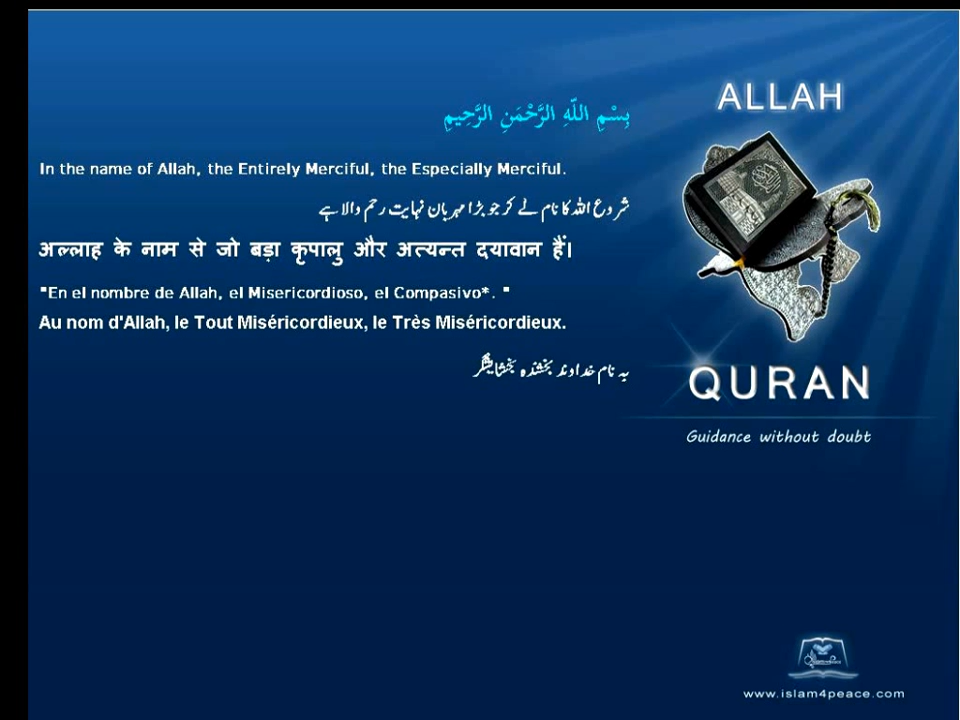 بِسْمِ اللّهِ الرَّحْمَنِ الرَّحِيمِ
In the name of Allah, the Entirely Merciful, the Especially Merciful.
شروع اللہ کا نام لے کر جو بڑا مہربان نہایت رحم والا ہے
अल्लाह के नाम से जो बड़ा कृपालु और अत्यन्त दयावान हैं।
"En el nombre de Allah, el Misericordioso, el Compasivo*. "
Au nom d'Allah, le Tout Miséricordieux, le Très Miséricordieux.
به نام خداوند بخشنده بخشایشگر
ALLAH
QURAN
Guidance without doubt
www.islam4peace.com